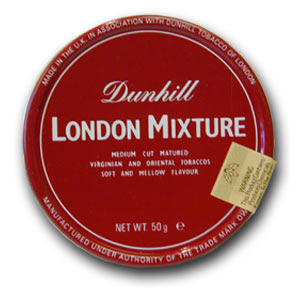 MADE IN THE U.K. IN ASSOCIATION WITH DUNHILL TOBACCO OF LONDON
Dunhill
LONDON MIXTURE
MEDIUM CUT MATURED
VIRGINIAN AND ORIENTAL TOBACCOS
SOFT AND MELLOW FLAVOUR
NET WT. 50g e
WARNING
MANUFACTURED UNDER AUTHORITY OF THE TRADE MARK